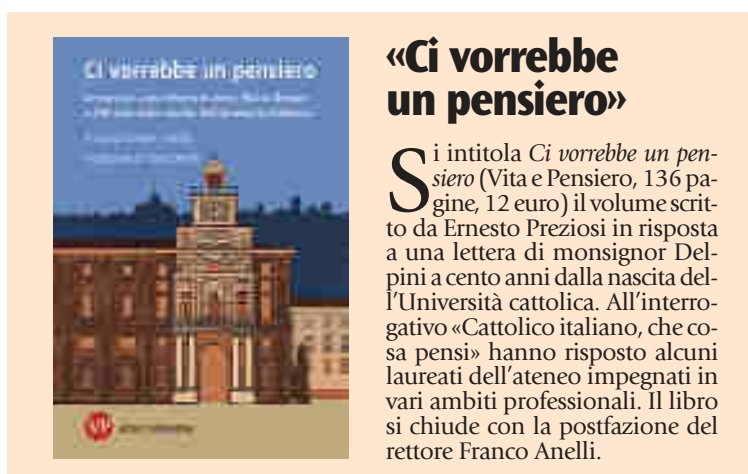 Ci vorrebbe un pensiero
VP
«Ci vorrebbe
un pensiero»
Si intitola Ci vorrebbe un pen-
siero (Vita e Pensiero, 136 pa-
gine, 12 euro) il volume scrit-
to da Ernesto Preziosi in risposta
a una lettera di monsignor Del-
pini a cento anni dalla nascita del-
l'Università cattolica. All'interro-
gativo «Cattolico italiano, che co-
sa pensi» hanno risposto alcuni
laureati dell'ateneo impegnati in
vari ambiti professionali. Il libro
si chiude con la postfazione del
rettore Franco Anelli.